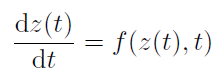 dz(t)/dt = f(z(t), t)